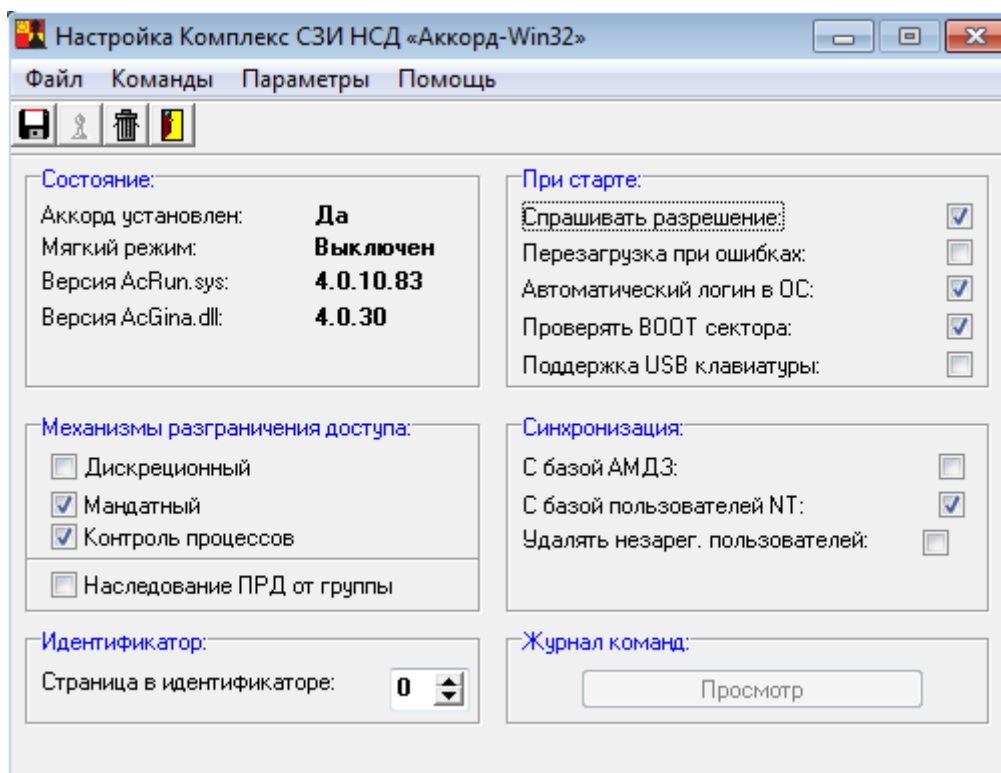 Настройка Комплекс СЗИ НСД «Аккорд-Win32»
Файл Команды Параметры Помощь
Состояние:
Аккорд установлен: Да
Мягкий режим: Выключен
Версия AcRun.sys: 4.0.10.83
Версия AcGina.dll: 4.0.30
При старте:
Спрашивать разрешение:
Перезагрузка при ошибках:
Автоматический логин в ОС:
Проверять BOOT сектора:
Поддержка USB клавиатуры:
Механизмы разграничения доступа:
Дискреционный
Мандатный
Контроль процессов
Наследование ПРД от группы
Синхронизация:
С базой АМДЗ:
С базой пользователей NT:
Удалять незарег. пользователей:
Идентификатор:
Страница в идентификаторе: 0
Журнал команд:
Просмотр